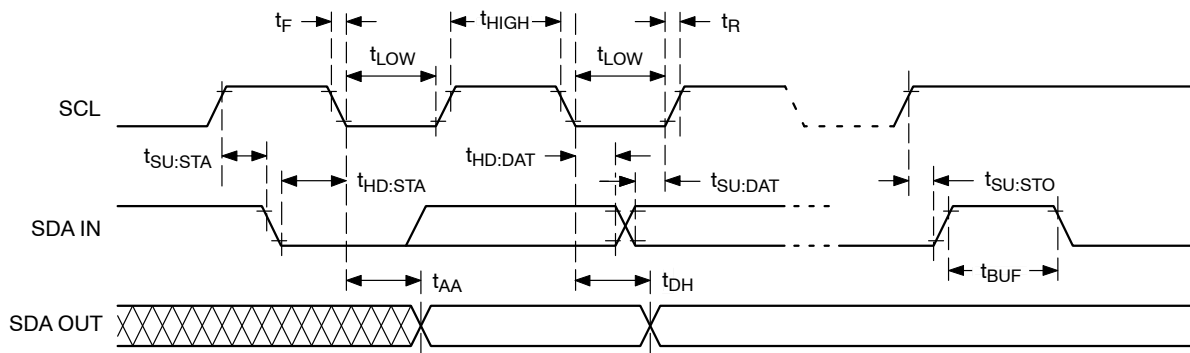 tF
tHIGH
tR
tLOW
tLOW
SCL
tSU:STA
tHD:STA
tHD:DAT
tSU:DAT
tSU:STO
SDA IN
tAA
tDH
tBUF
SDA OUT